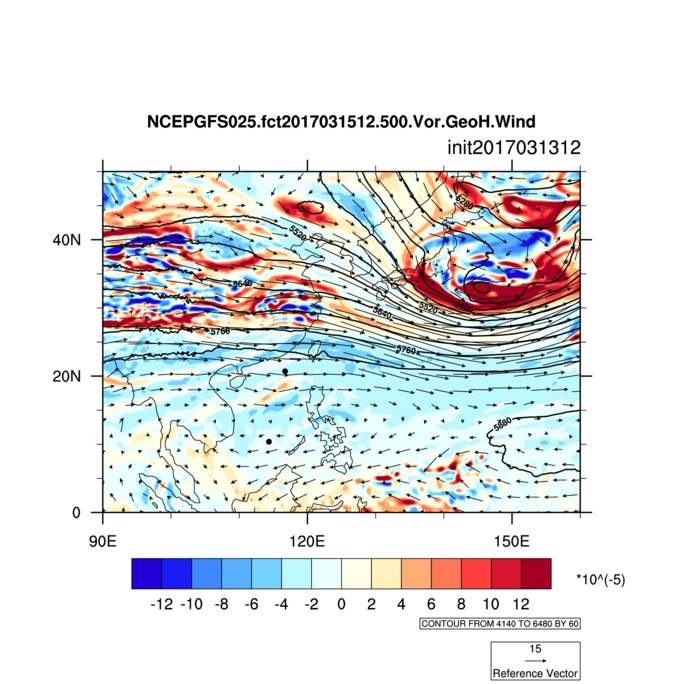 NCEPGFS025.fct2017031512.500.Vor.GeoH.Wind
init2017031312
5280
5520
40N
5640
5520
5640
5760
5760
20N
5880
0
90E 120E 150E
-12 -10 -8 -6 -4 -2 0 2 4 6 8 10 12
*10^(-5)
CONTOUR FROM 4140 TO 6480 BY 60
15
Reference Vector